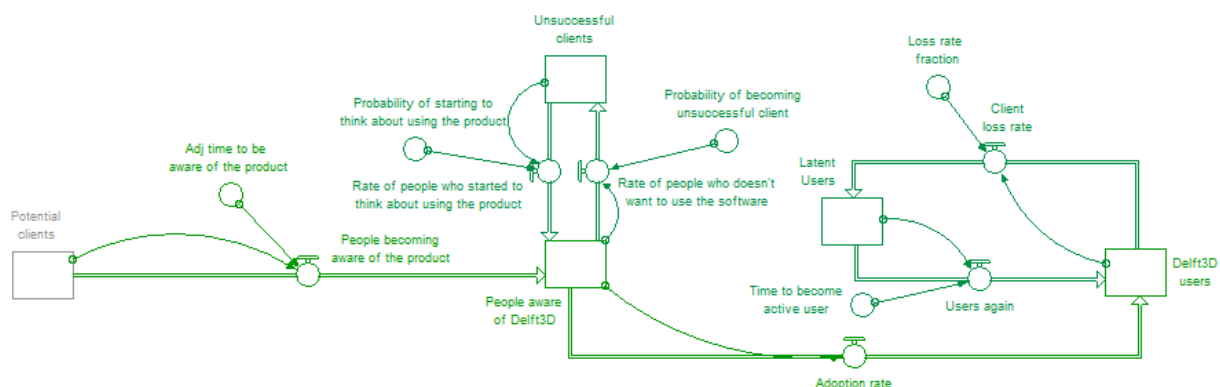 Unsuccessful
clients
Loss rate
fraction
Probability of starting to
think about using the product
Probability of becoming
unsuccessful client
Client
loss rate
Adj time to be
aware of the product
Latent
Users
Rate of people who started to
think about using the product
Rate of people who doesn't
want to use the software
Potential
clients
People becoming
aware of the product
Delft3D
users
People aware
of Delft3D
Time to become
active user
Users again
Adoption rate